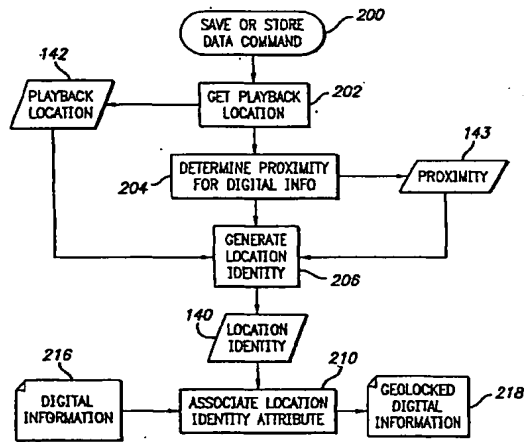 SAVE OR STORE
DATA COMMAND
200
142
PLAYBACK
LOCATION
GET PLAYBACK
LOCATION
202
143
DETERMINE PROXIMITY
FOR DIGITAL INFO
204
PROXIMITY
GENERATE
LOCATION
IDENTITY
206
140
LOCATION
IDENTITY
216
210
DIGITAL
INFORMATION
ASSOCIATE LOCATION
IDENTITY ATTRIBUTE
GEOLOCKED
DIGITAL
INFORMATION
218